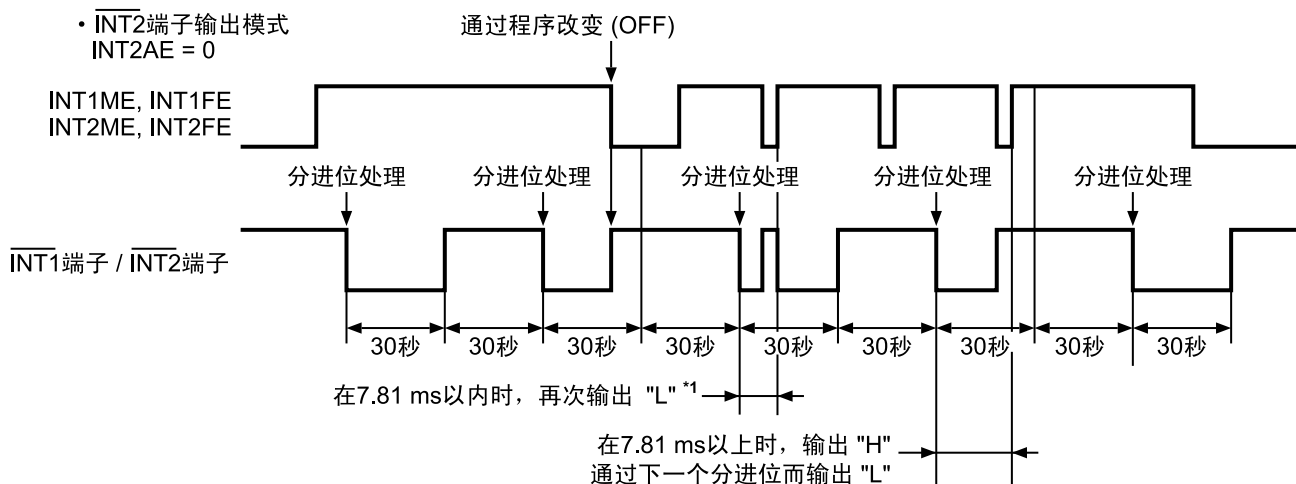 • INT2端子输出模式
INT2AE = 0
通过程序改变 (OFF)
INT1ME, INT1FE
INT2ME, INT2FE
分进位处理 分进位处理 分进位处理 分进位处理 分进位处理
INT1端子 / INT2端子
30秒 30秒 30秒 30秒 30秒 30秒 30秒 30秒 30秒
在7.81 ms以内时，再次输出 "L" *1
在7.81 ms以上时，输出 "H"
通过下一个分进位而输出 "L"